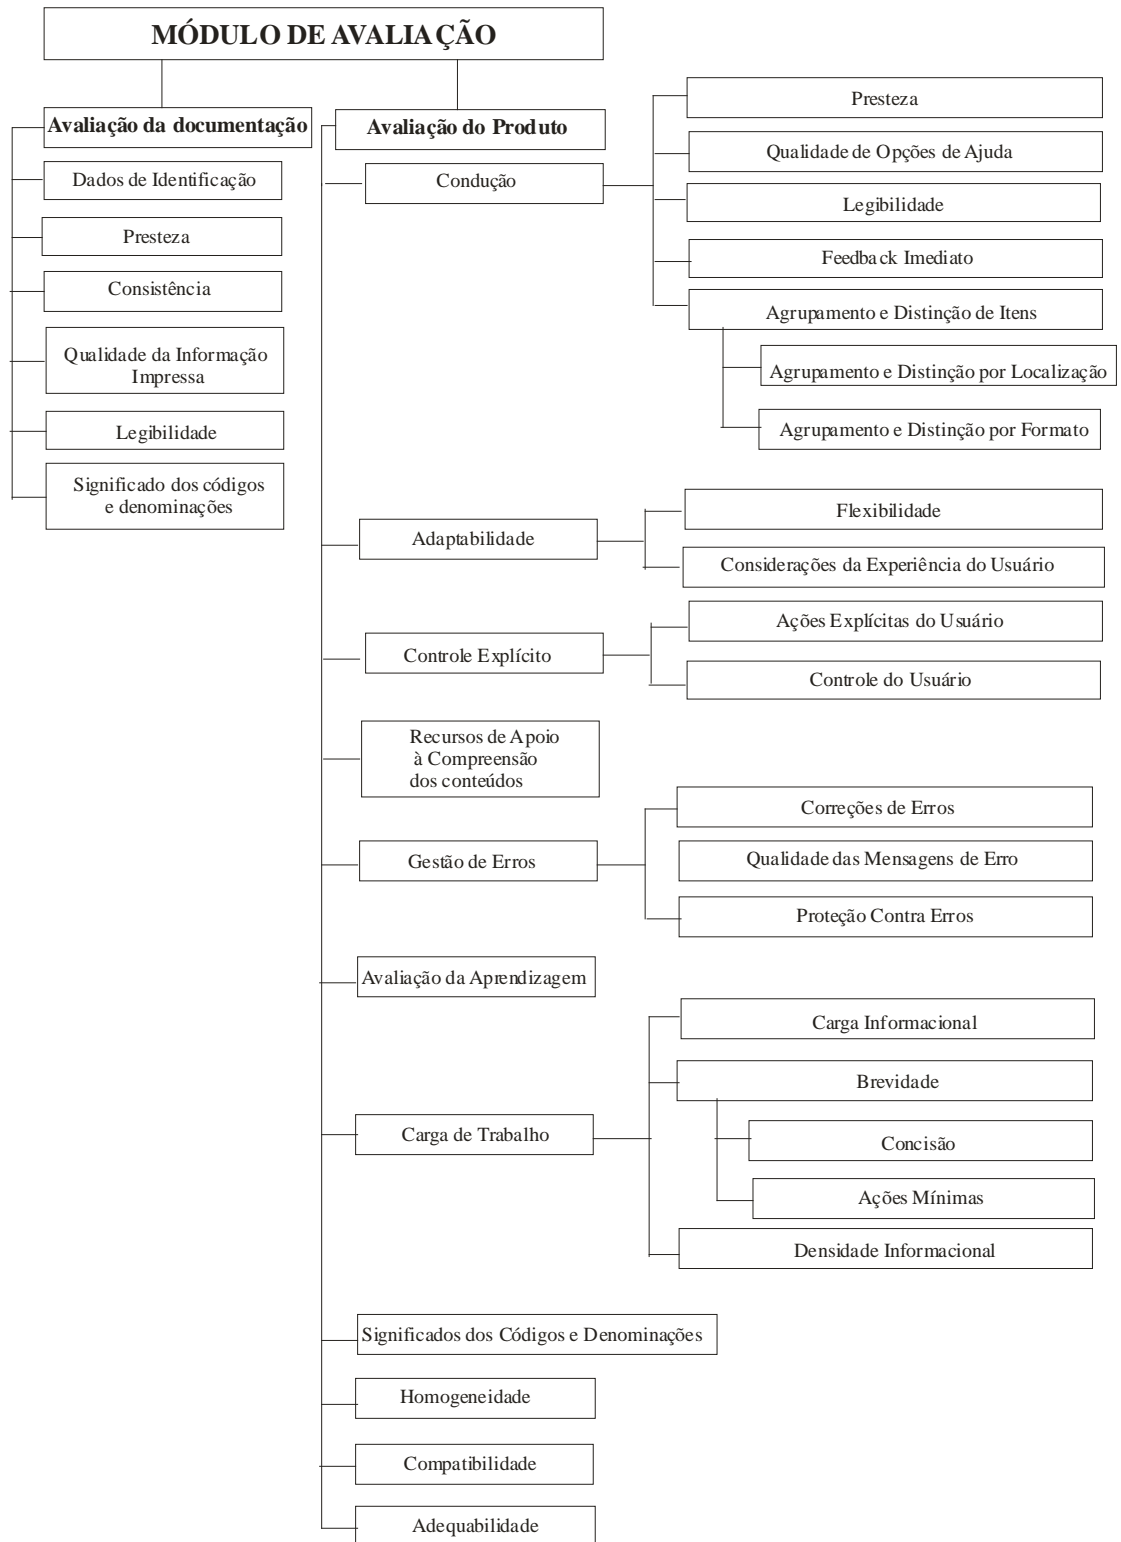 MÓDULO DE AVALIAÇÃO
Avaliação da documentação
Dados de Identificação
Presteza
Consistência
Qualidade da Informação
Impressa
Legibilidade
Significado dos códigos
e denominações
Avaliação do Produto
Condução
Presteza
Qualidade de Opções de Ajuda
Legibilidade
Feedback Imediato
Agrupamento e Distinção de Itens
Agrupamento e Distinção por Localização
Agrupamento e Distinção por Formato
Adaptabilidade
Flexibilidade
Considerações da Experiência do Usuário
Controle Explícito
Ações Explícitas do Usuário
Controle do Usuário
Recursos de Apoio
à Compreensão
dos conteúdos
Gestão de Erros
Correções de Erros
Qualidade das Mensagens de Erro
Proteção Contra Erros
Avaliação da Aprendizagem
Carga de Trabalho
Carga Informacional
Brevidade
Concisão
Ações Mínimas
Densidade Informacional
Significados dos Códigos e Denominações
Homogeneidade
Compatibilidade
Adequabilidade